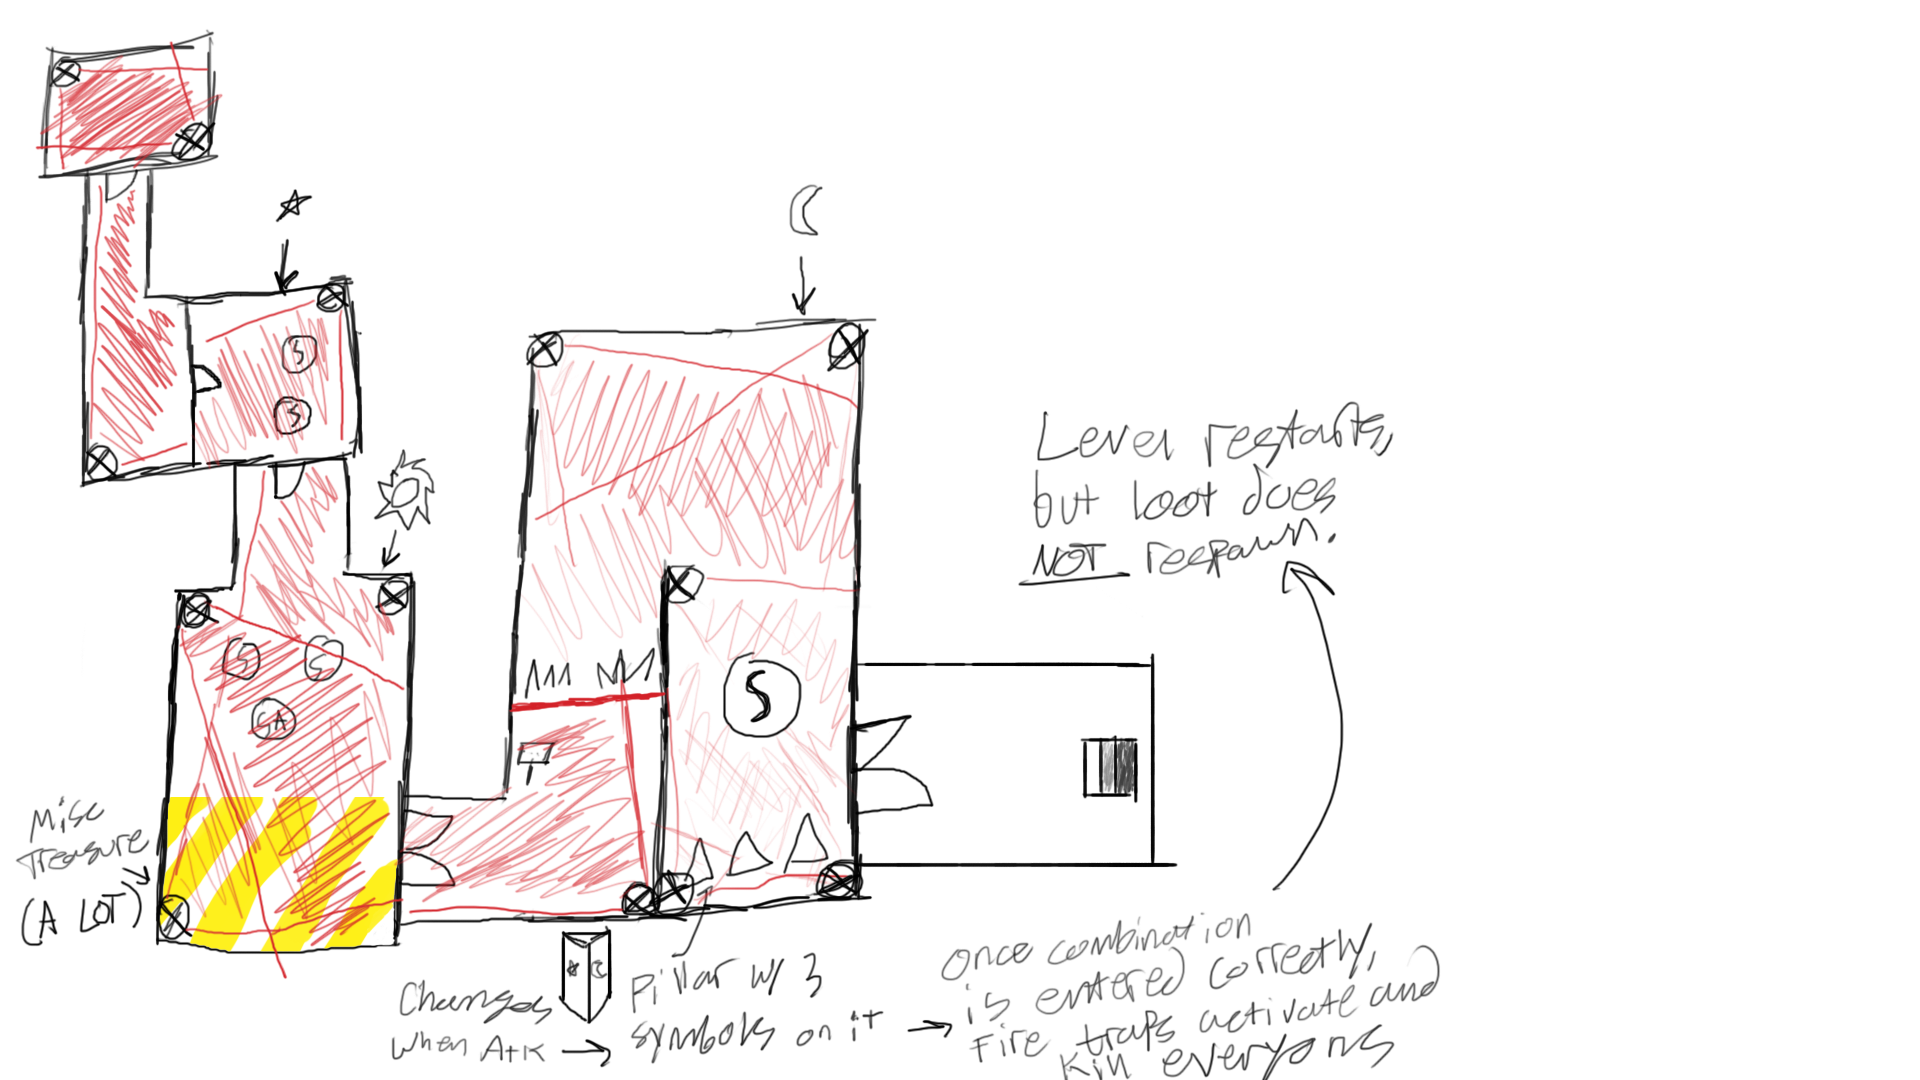 S
S
S
S
SA
S
Misc
Treasure
(A LOT)
Level restarts,
but loot does
NOT respawn.
Changes
when Atk
Pillar w/ 3
symbols on it
Once combination
is entered correctly,
Fire traps activate and
Kill everyone